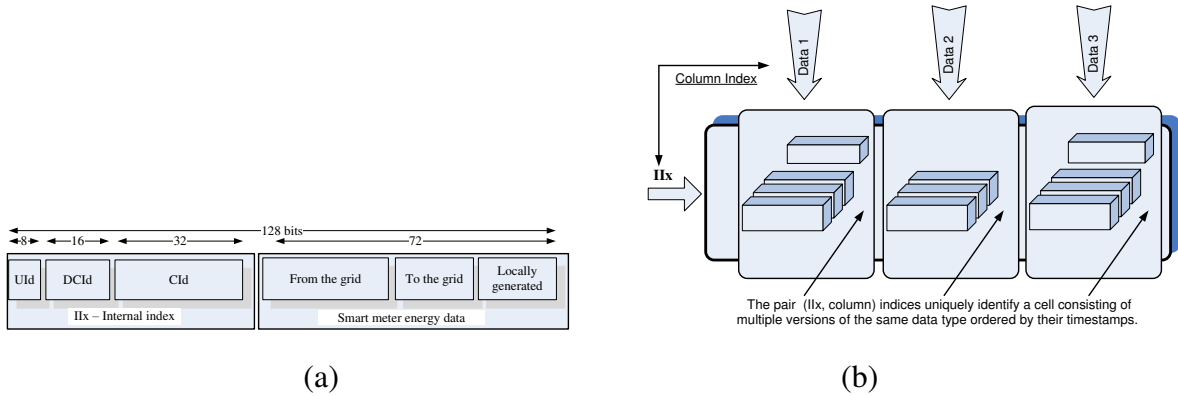 128 bits
8
16
32
72
UId
DCId
CId
From the grid
To the grid
Locally
generated
IIx – Internal index
Smart meter energy data
(a)
Data 1
Data 2
Data 3
Column Index
IIx
The pair (IIx, column) indices uniquely identify a cell consisting of
multiple versions of the same data type ordered by their timestamps.
(b)